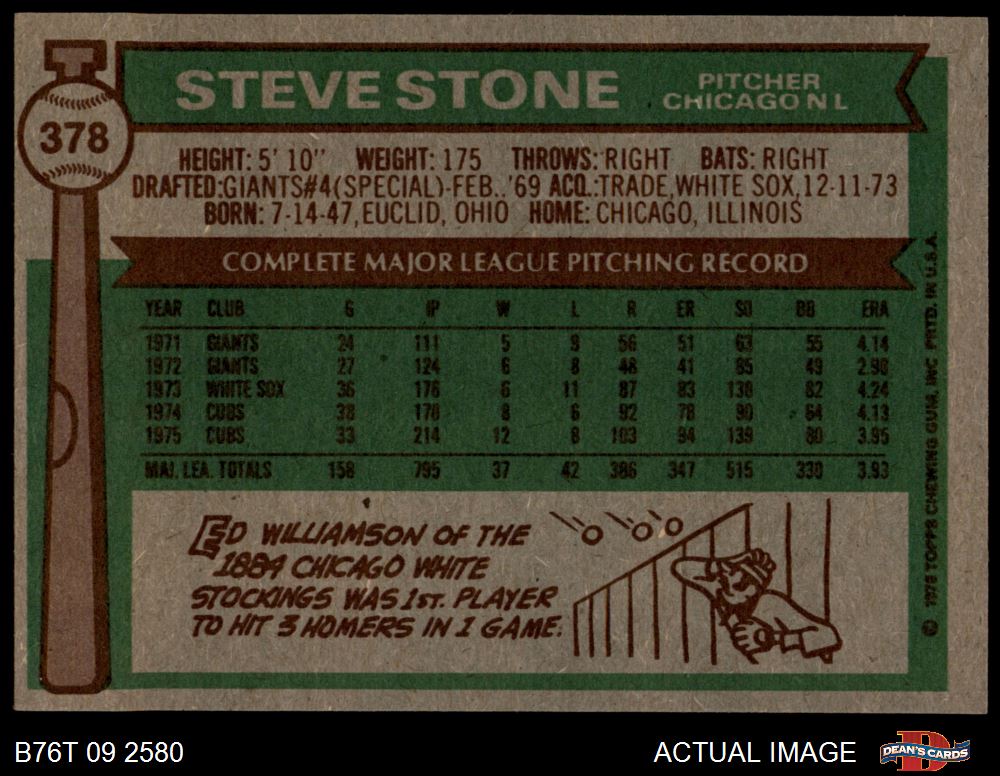 STEVE STONE
PITCHER
CHICAGO N L
378
HEIGHT: 5' 10" WEIGHT: 175 THROWS: RIGHT BATS: RIGHT
DRAFTED:GIANTS#4(SPECIAL)-FEB.,'69 ACQ.:TRADE,WHITE SOX,12-11-73
BORN: 7-14-47,EUCLID, OHIO HOME: CHICAGO, ILLINOIS
COMPLETE MAJOR LEAGUE PITCHING RECORD
YEAR CLUB G IP W L R ER SO BB ERA
1971 GIANTS 24 111 5 9 56 51 63 55 4.14
1972 GIANTS 27 124 6 8 48 41 85 49 2.98
1973 WHITE SOX 36 176 6 11 87 83 138 82 4.24
1974 CUBS 38 170 8 6 92 78 90 64 4.13
1975 CUBS 33 214 12 8 103 94 139 80 3.95
MAJ. LEA. TOTALS 158 795 37 42 386 347 515 330 3.93
ED WILLIAMSON OF THE
1884 CHICAGO WHITE
STOCKINGS WAS 1ST. PLAYER
TO HIT 3 HOMERS IN 1 GAME.
© 1976 TOPPS CHEWING GUM, INC PRTD. IN U.S.A.
B76T 09 2580
ACTUAL IMAGE
DEAN'S CARDS